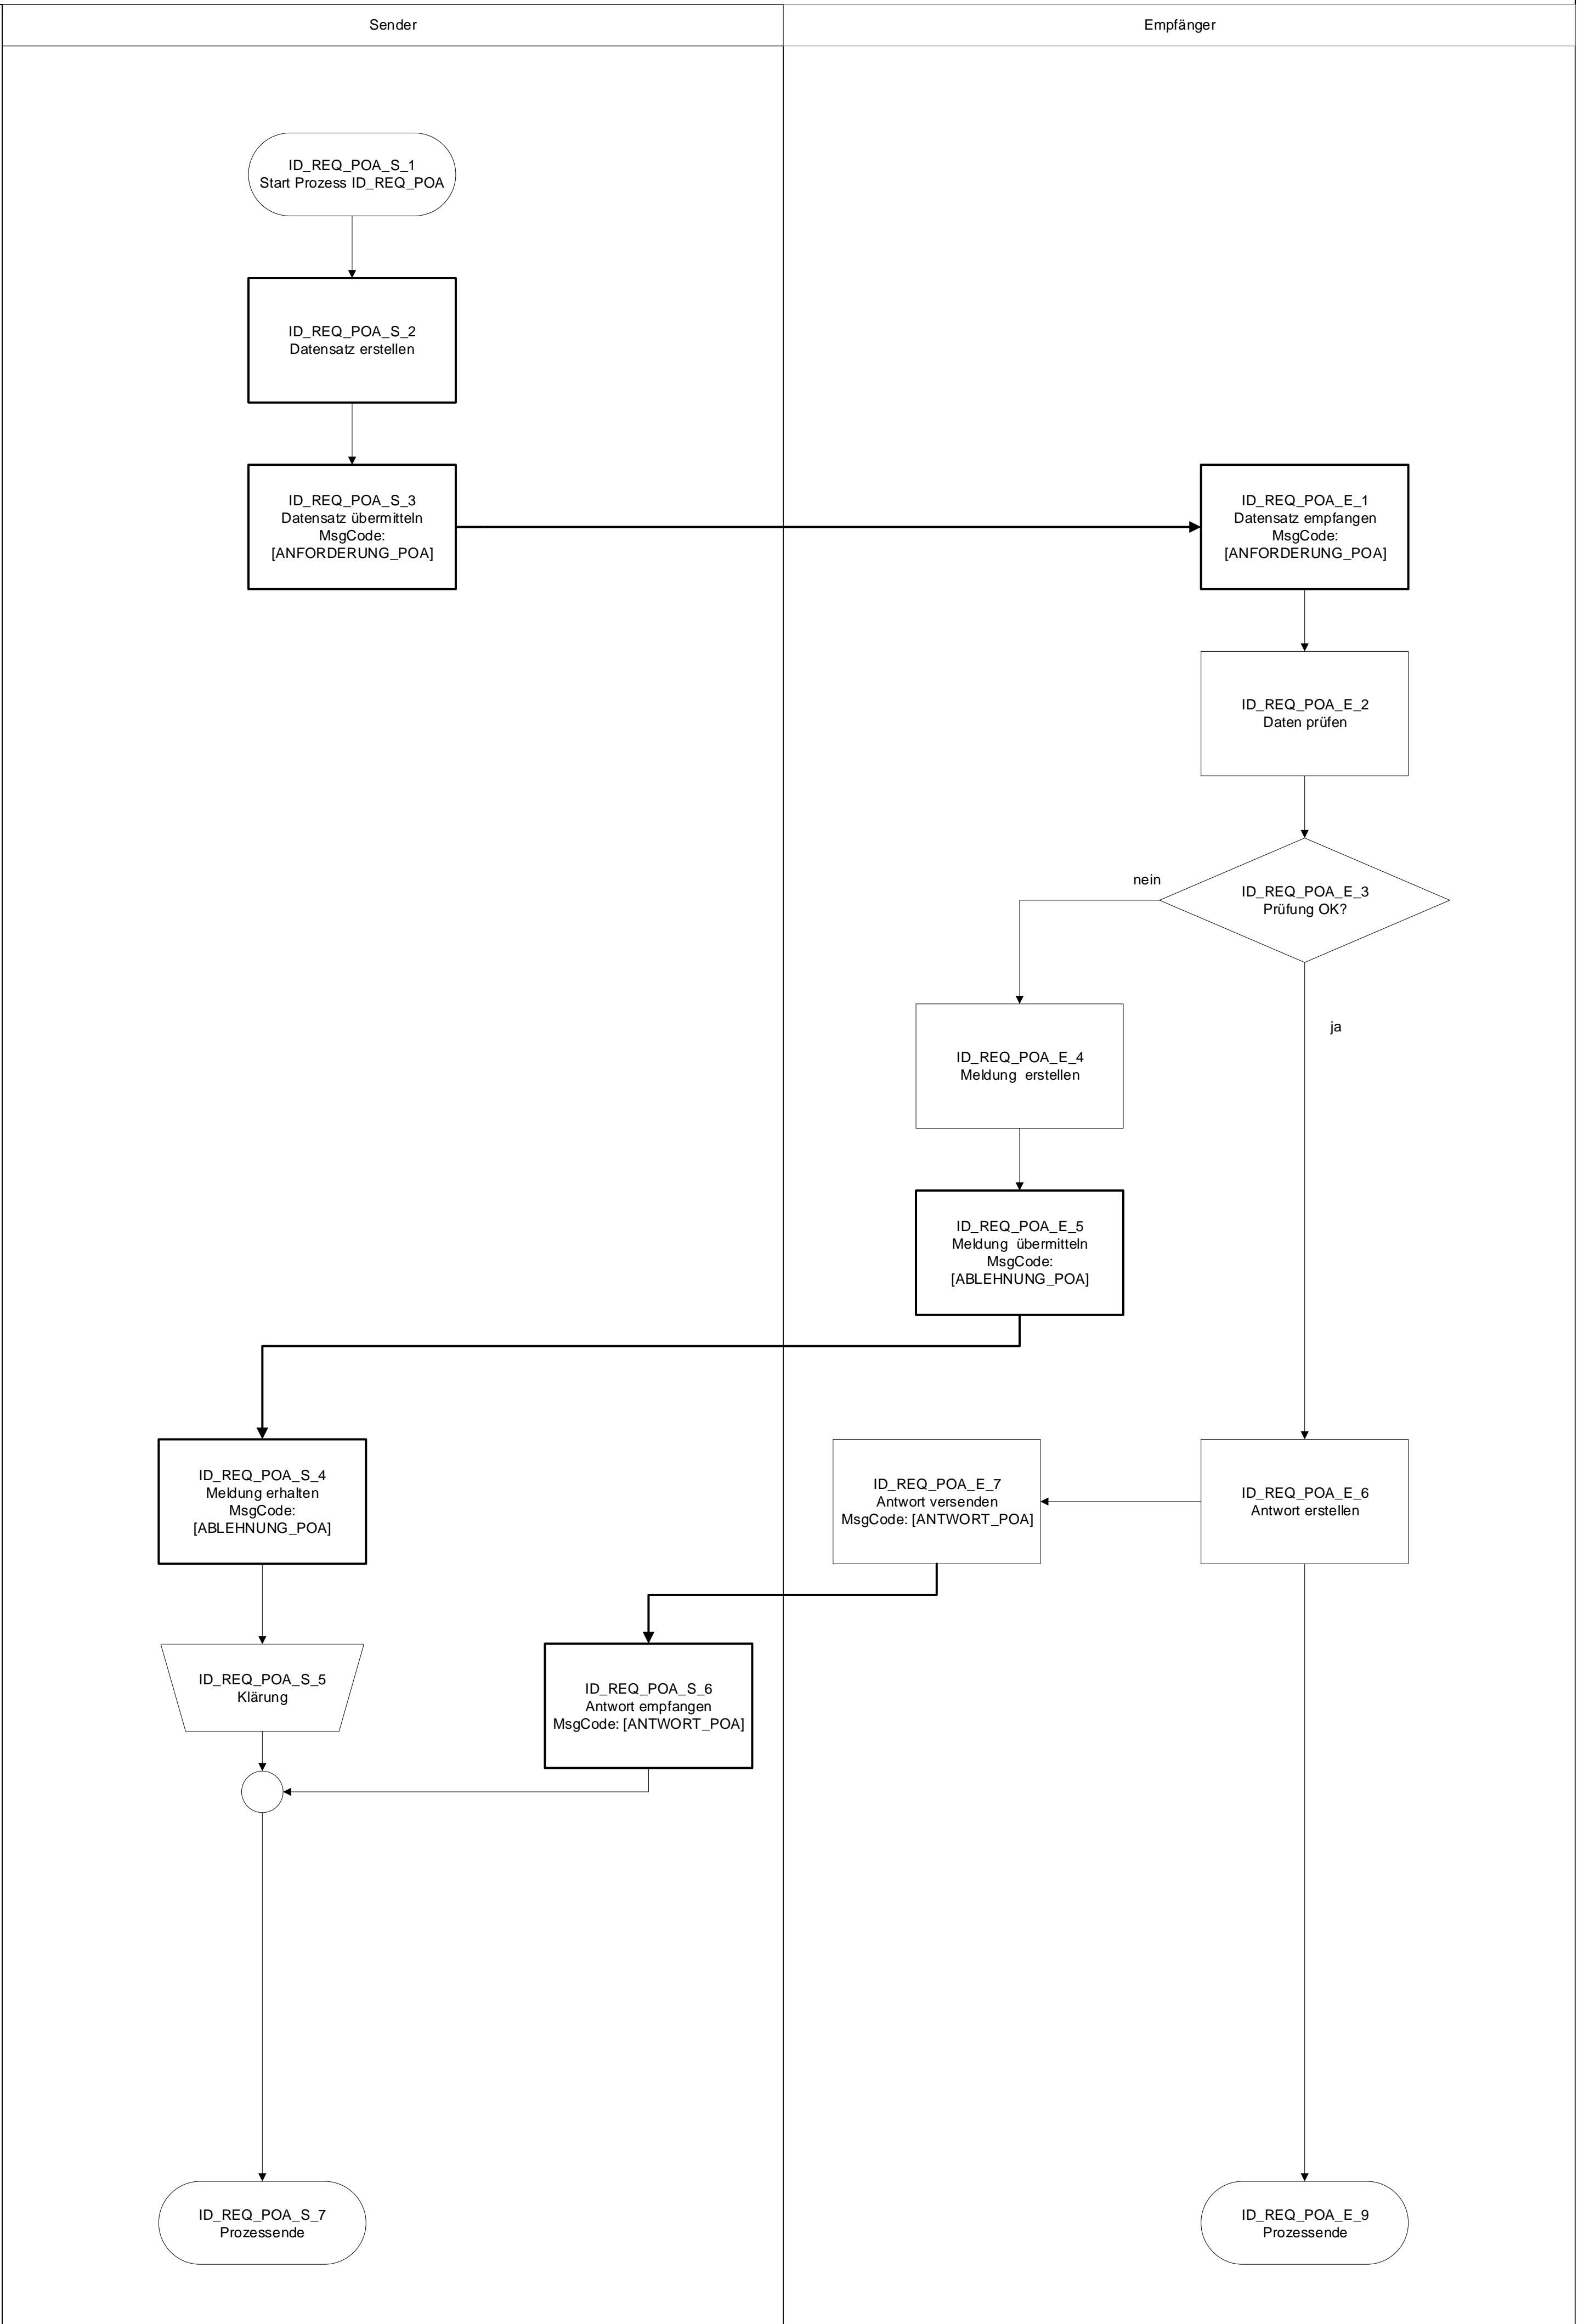 Sender
Empfänger
ID_REQ_POA_S_1
Start Prozess ID_REQ_POA
ID_REQ_POA_S_2
Datensatz erstellen
ID_REQ_POA_S_3
Datensatz übermitteln
MsgCode:
[ANFORDERUNG_POA]
ID_REQ_POA_E_1
Datensatz empfangen
MsgCode:
[ANFORDERUNG_POA]
ID_REQ_POA_E_2
Daten prüfen
nein
ID_REQ_POA_E_3
Prüfung OK?
ja
ID_REQ_POA_E_4
Meldung  erstellen
ID_REQ_POA_E_5
Meldung  übermitteln
MsgCode:
[ABLEHNUNG_POA]
ID_REQ_POA_S_4
Meldung erhalten
MsgCode:
[ABLEHNUNG_POA]
ID_REQ_POA_E_7
Antwort versenden
MsgCode: [ANTWORT_POA]
ID_REQ_POA_E_6
Antwort erstellen
ID_REQ_POA_S_5
Klärung
ID_REQ_POA_S_6
Antwort empfangen
MsgCode: [ANTWORT_POA]
ID_REQ_POA_S_7
Prozessende
ID_REQ_POA_E_9
Prozessende